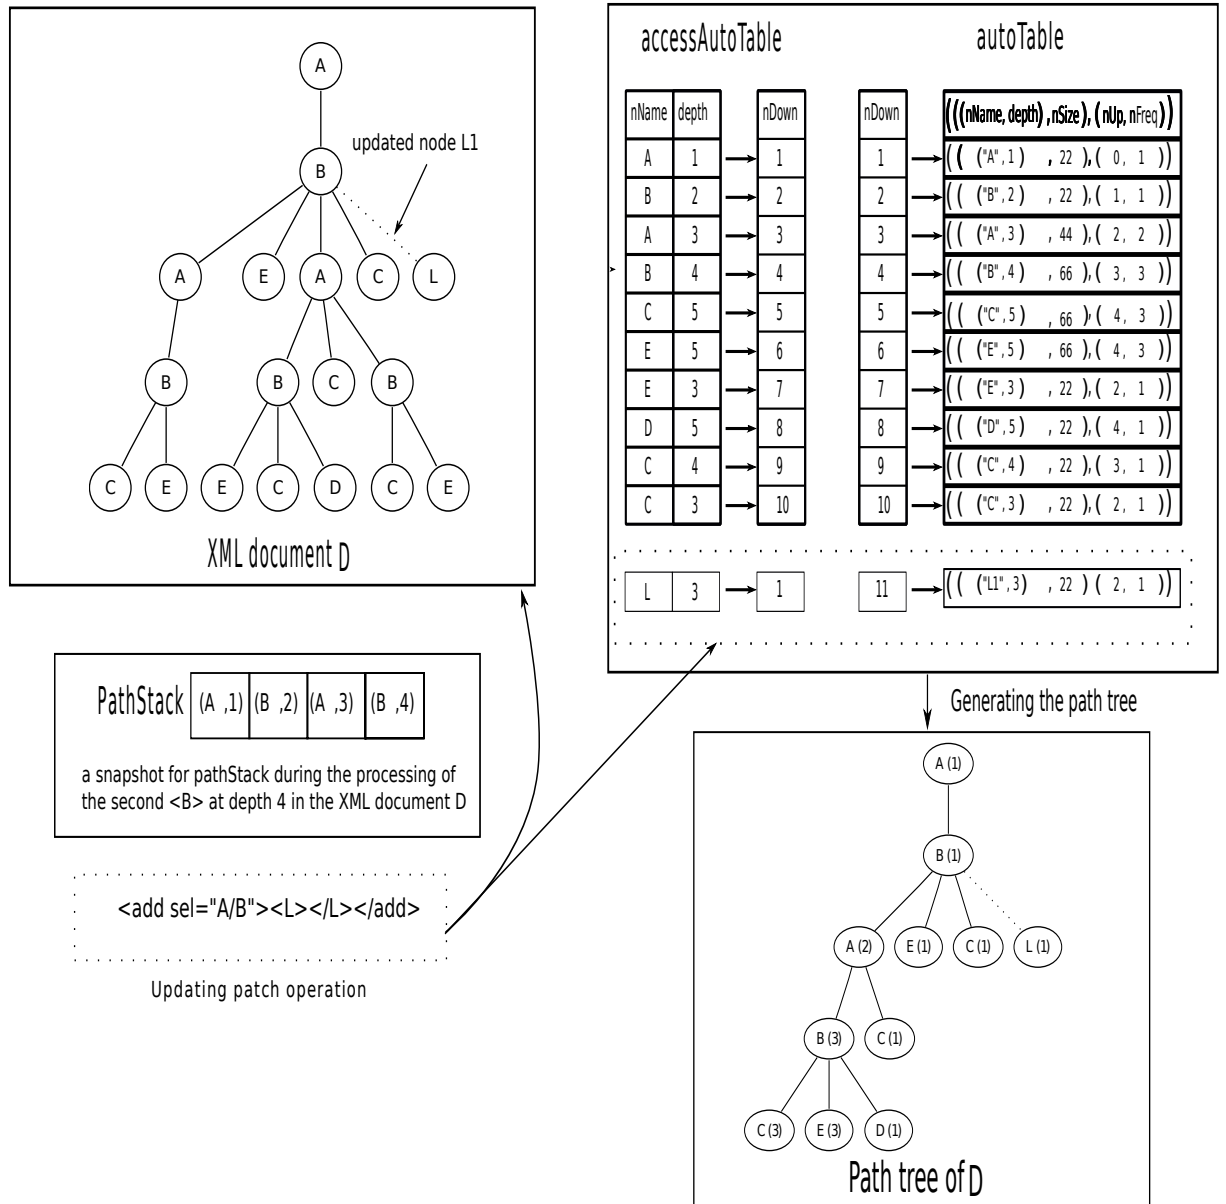 A
updated node L1
B
A E A C L
B B C B
C E E C D C E
XML document D
PathStack (A ,1) (B ,2) (A ,3) (B ,4)
a snapshot for pathStack during the processing of
the second <B> at depth 4 in the XML document D
<add sel="A/B"><L></L></add>
Updating patch operation
accessAutoTable autoTable
nName depth nDown nDown (((nName, depth) , nSize), (nUp, nFreq))
A 1 1 1 (( ("A", 1) , 22 ),( 0, 1 ))
B 2 2 2 (( ("B", 2) , 22 ),( 1, 1 ))
A 3 3 3 (( ("A", 3) , 44 ),( 2, 2 ))
B 4 4 4 (( ("B", 4) , 66 ),( 3, 3 ))
C 5 5 5 (( ("C", 5) , 66 ),( 4, 3 ))
E 5 6 6 (( ("E", 5) , 66 ),( 4, 3 ))
E 3 7 7 (( ("E", 3) , 22 ),( 2, 1 ))
D 5 8 8 (( ("D", 5) , 22 ),( 4, 1 ))
C 4 9 9 (( ("C", 4) , 22 ),( 3, 1 ))
C 3 10 10 (( ("C", 3) , 22 ),( 2, 1 ))
L 3 1 11 (( ("L1", 3) , 22 )( 2, 1 ))
Generating the path tree
A (1)
B (1)
A (2) E (1) C (1) L (1)
B (3) C (1)
C (3) E (3) D (1)
Path tree of D